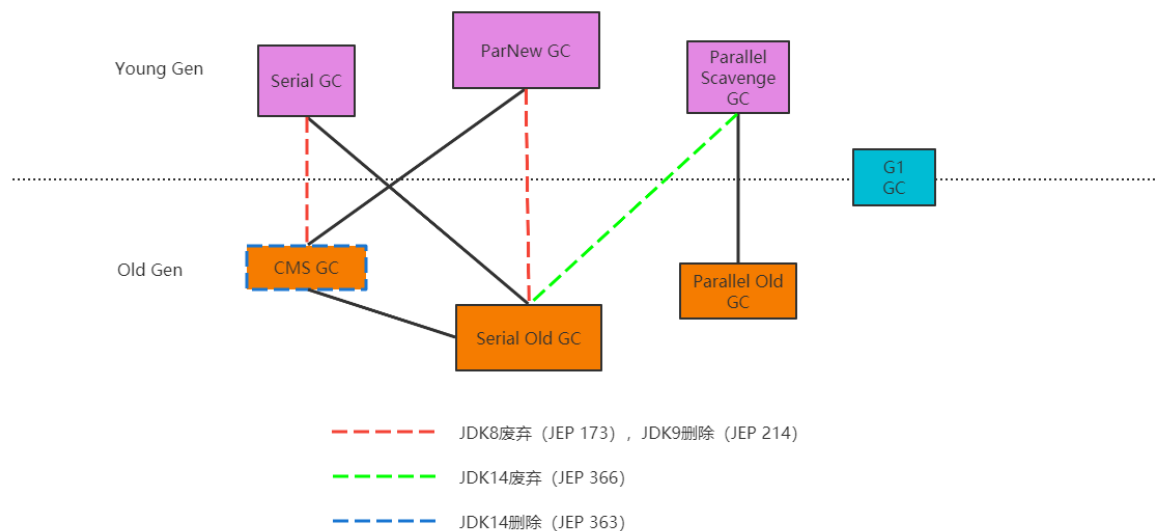 Young Gen
Serial GC
ParNew GC
Parallel
Scavenge
GC
G1
GC
Old Gen
CMS GC
Serial Old GC
Parallel Old
GC
JDK8废弃（JEP 173），JDK9删除（JEP 214）
JDK14废弃（JEP 366）
JDK14删除（JEP 363）